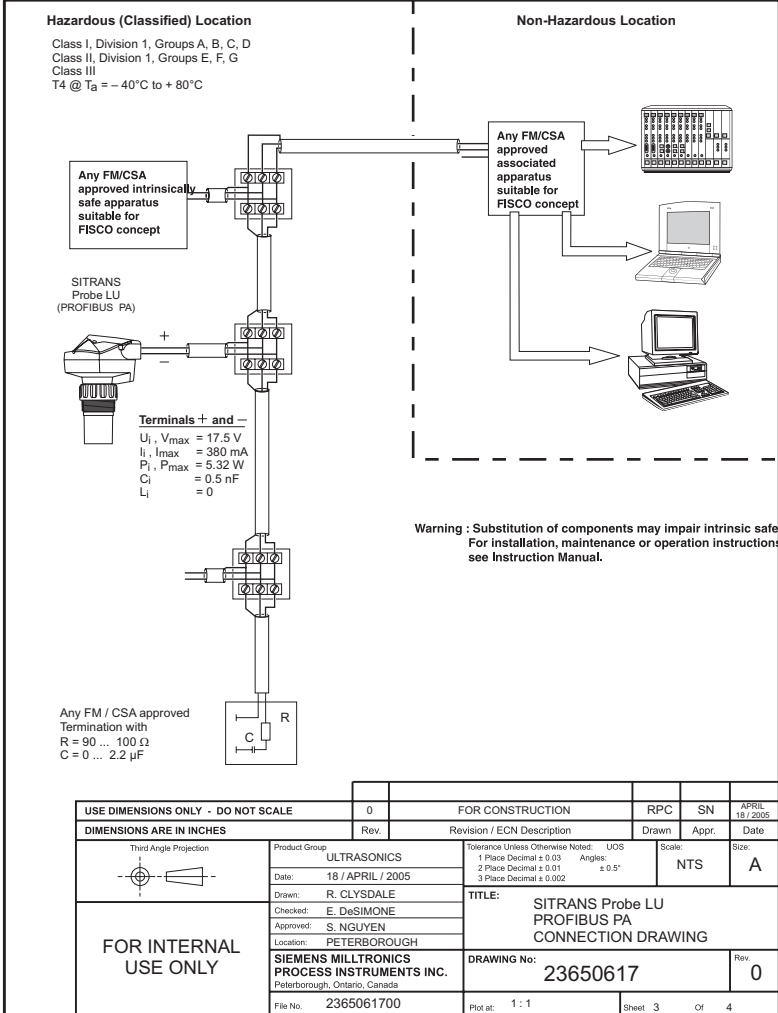 Hazardous (Classified) Location
Class I, Division 1, Groups A, B, C, D
Class II, Division 1, Groups E, F, G
Class III
T4 @ Ta = – 40°C to + 80°C
Non-Hazardous Location
Any FM/CSA
approved intrinsically
safe apparatus
suitable for
FISCO concept
Any FM/CSA
approved
associated
apparatus
suitable for
FISCO concept
SITRANS
Probe LU
(PROFIBUS PA)
+
–
Terminals + and –
Ui , Vmax = 17.5 V
Ii , Imax = 380 mA
Pi , Pmax = 5.32 W
Ci = 0.5 nF
Li = 0
Warning : Substitution of components may impair intrinsic safe
For installation, maintenance or operation instructions
see Instruction Manual.
Any FM / CSA approved
Termination with
R = 90 ... 100 Ω
C = 0 ... 2.2 µF
R
C
USE DIMENSIONS ONLY - DO NOT SCALE
0
FOR CONSTRUCTION
RPC
SN
APRIL
18 / 2005
DIMENSIONS ARE IN INCHES
Rev.
Revision / ECN Description
Drawn
Appr.
Date
Third Angle Projection
Product Group
ULTRASONICS
Tolerance Unless Otherwise Noted: UOS
1 Place Decimal ± 0.03 Angles:
2 Place Decimal ± 0.01 ± 0.5°
3 Place Decimal ± 0.002
Scale:
NTS
Size:
A
Date: 18 / APRIL / 2005
Drawn: R. CLYSDALE
Checked: E. DeSIMONE
Approved: S. NGUYEN
Location: PETERBOROUGH
TITLE:
SITRANS Probe LU
PROFIBUS PA
CONNECTION DRAWING
FOR INTERNAL
USE ONLY
SIEMENS MILLTRONICS
PROCESS INSTRUMENTS INC.
Peterborough, Ontario, Canada
DRAWING No:
23650617
Rev.
0
File No. 2365061700
Plot at: 1 : 1
Sheet 3 Of 4